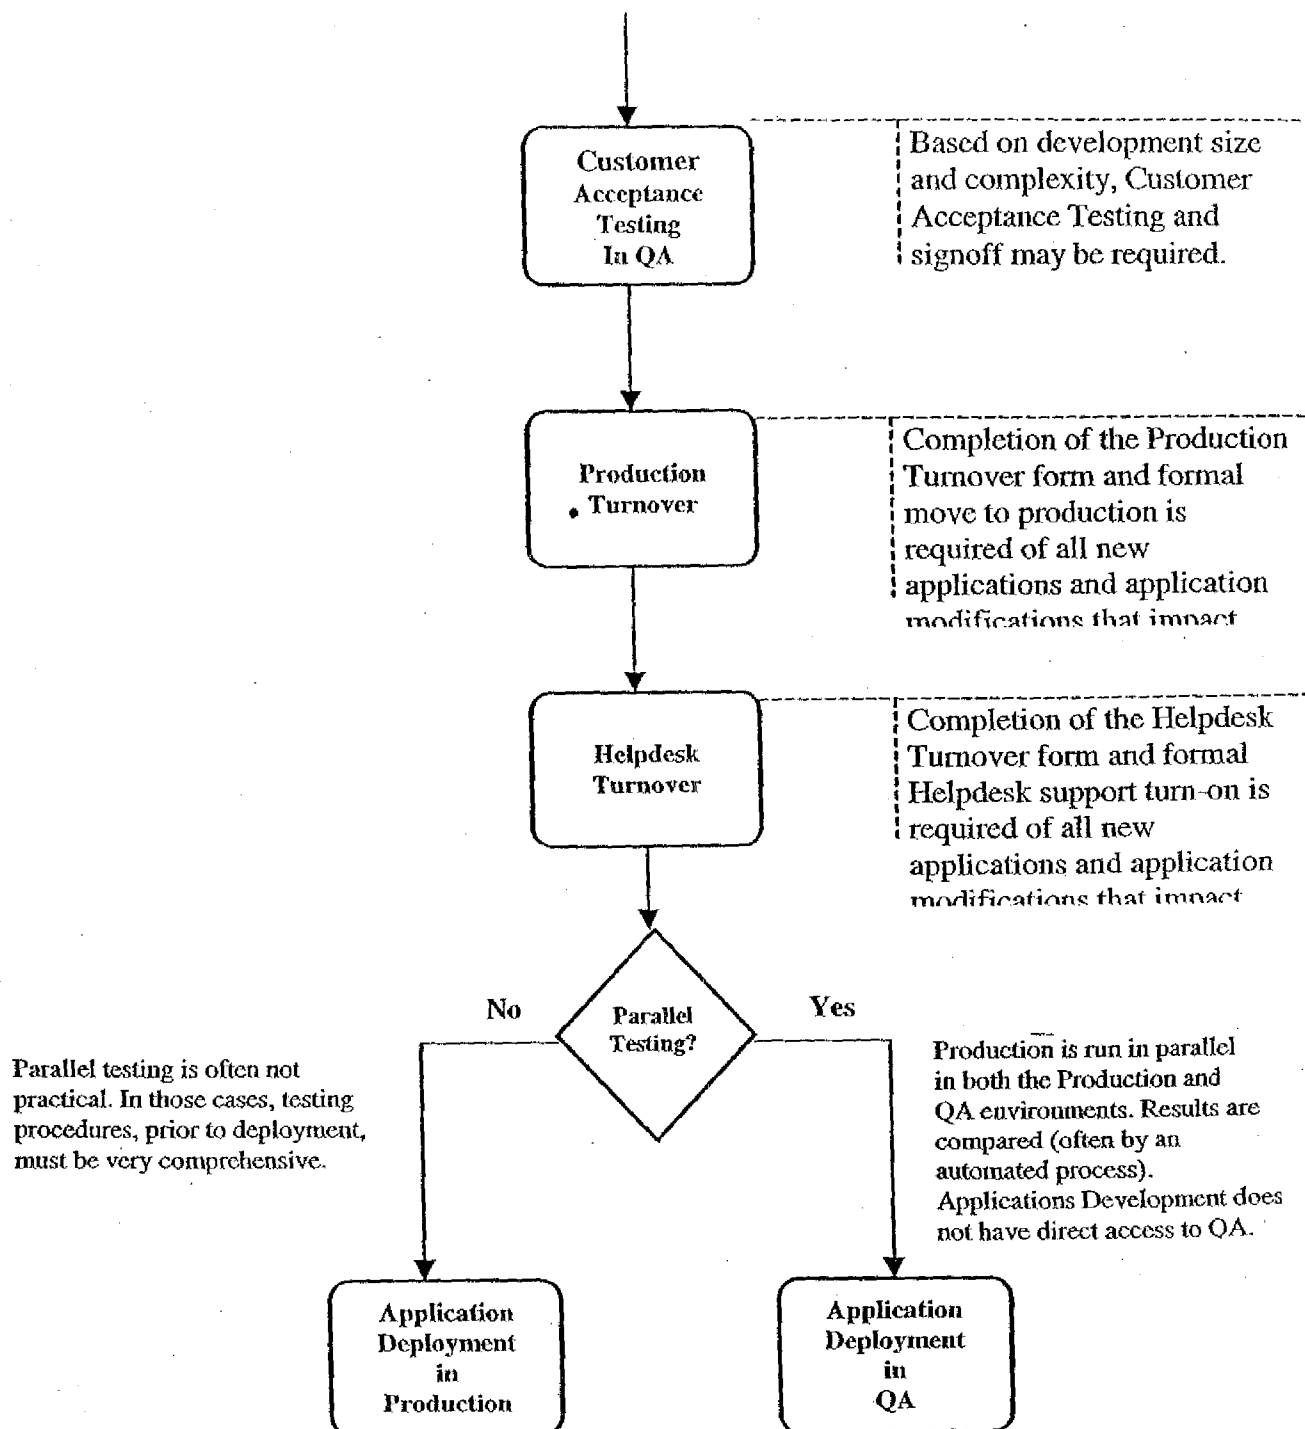 Customer
Acceptance
Testing
In QA
Based on development size
and complexity, Customer
Acceptance Testing and
signoff may be required.
Production
Turnover
Completion of the Production
Turnover form and formal
move to production is
required of all new
applications and application
modifications that impact
Helpdesk
Turnover
Completion of the Helpdesk
Turnover form and formal
Helpdesk support turn-on is
required of all new
applications and application
modifications that impact
No
Parallel
Testing?
Yes
Parallel testing is often not
practical. In those cases, testing
procedures, prior to deployment,
must be very comprehensive.
Production is run in parallel
in both the Production and
QA environments. Results are
compared (often by an
automated process).
Applications Development does
not have direct access to QA.
Application
Deployment
in
Production
Application
Deployment
in
QA